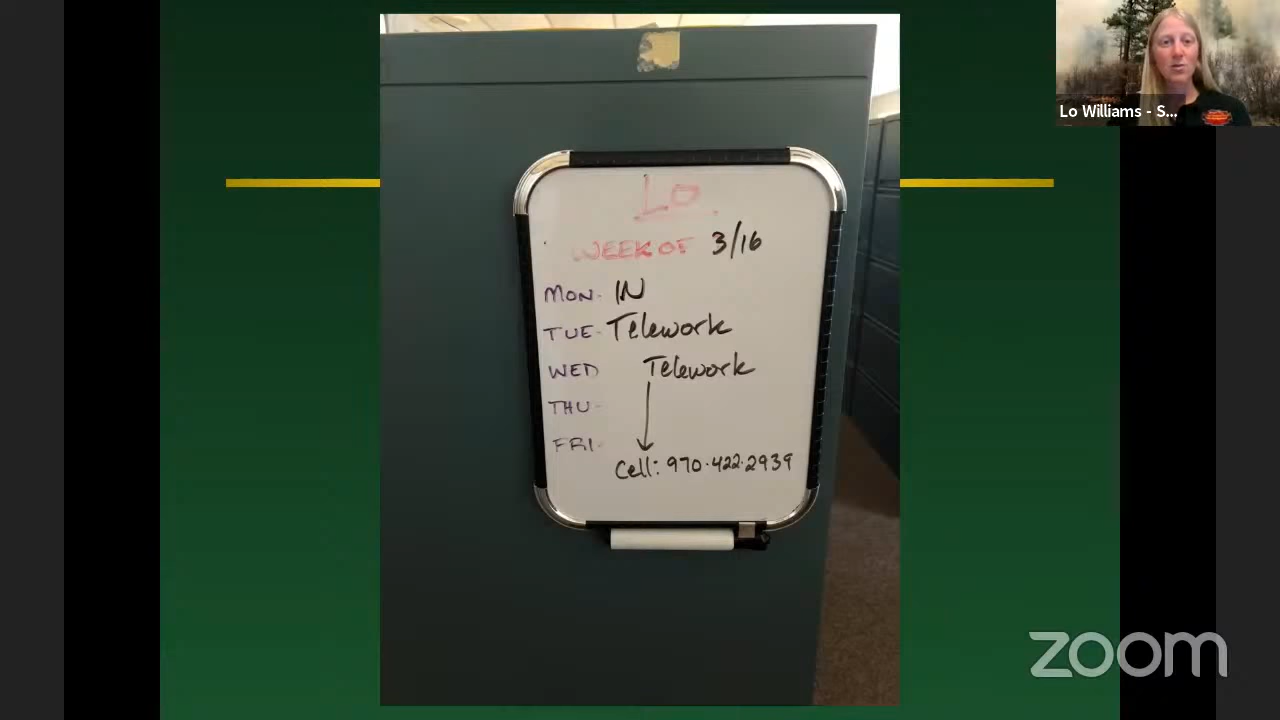 Lo Williams - S...
LO
WEEK OF 3/16
MON- IN
TUE- Telework
WED Telework
THU-
FRI-
Cell: 970.422.2939
zoom